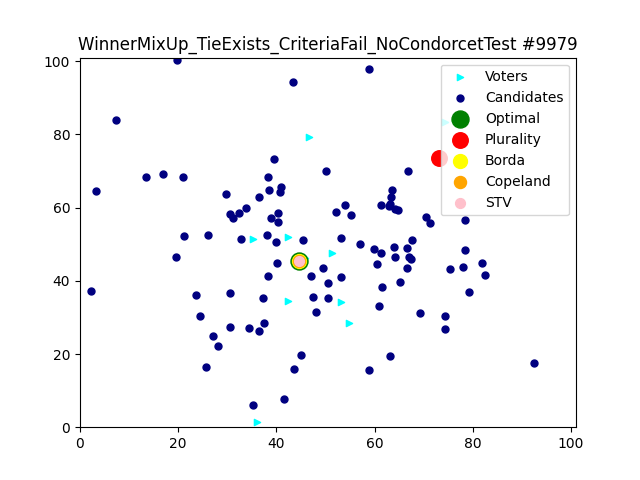 WinnerMixUp_TieExists_CriteriaFail_NoCondorcetTest #9979
Voters
Candidates
Optimal
Plurality
Borda
Copeland
STV
100
80
60
40
20
0
0 20 40 60 80 100